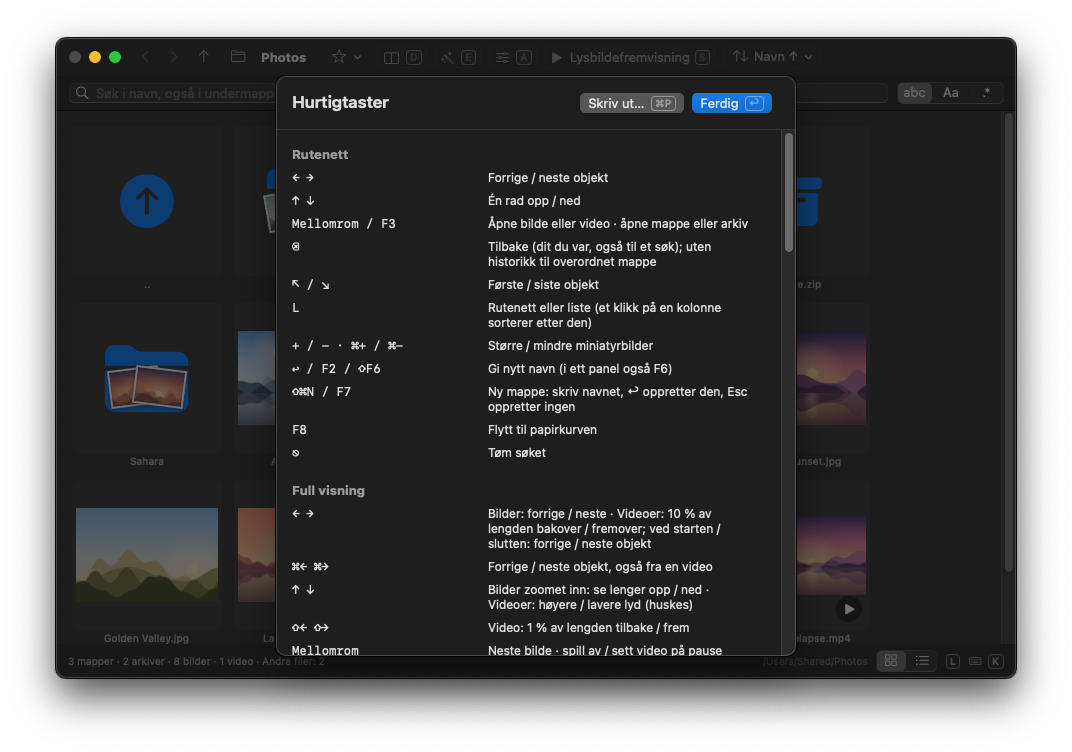 Photos
D
E
A
Lysbildefremvisning S
Navn ↑
Søk i navn, også i undermapp
abc
Aa
.*
Hurtigtaster
Skriv ut... ⌘P
Ferdig ↩
Rutenett
← → Forrige / neste objekt
↑ ↓ Én rad opp / ned
Mellomrom / F3 Åpne bilde eller video · åpne mappe eller arkiv
⌫ Tilbake (dit du var, også til et søk); uten
historikk til overordnet mappe
↖ / ↘ Første / siste objekt
L Rutenett eller liste (et klikk på en kolonne
sorterer etter den)
+ / − · ⌘+ / ⌘− Større / mindre miniatyrbilder
↩ / F2 / ⇧F6 Gi nytt navn (i ett panel også F6)
⇧⌘N / F7 Ny mappe: skriv navnet, ↩ oppretter den, Esc
oppretter ingen
F8 Flytt til papirkurven
⎋ Tøm søket
Full visning
← → Bilder: forrige / neste · Videoer: 10 % av
lengden bakover / fremover; ved starten /
slutten: forrige / neste objekt
⌘← ⌘→ Forrige / neste objekt, også fra en video
↑ ↓ Bilder zoomet inn: se lenger opp / ned ·
Videoer: høyere / lavere lyd (huskes)
⇧← ⇧→ Video: 1 % av lengden tilbake / frem
Mellomrom Neste bilde · spill av / sett video på pause
..
e.zip
Sahara
A
unset.jpg
Golden Valley.jpg
La
elapse.mp4
3 mapper · 2 arkiver · 8 bilder · 1 video · Andre filer: 2
/Users/Shared/Photos
L
K